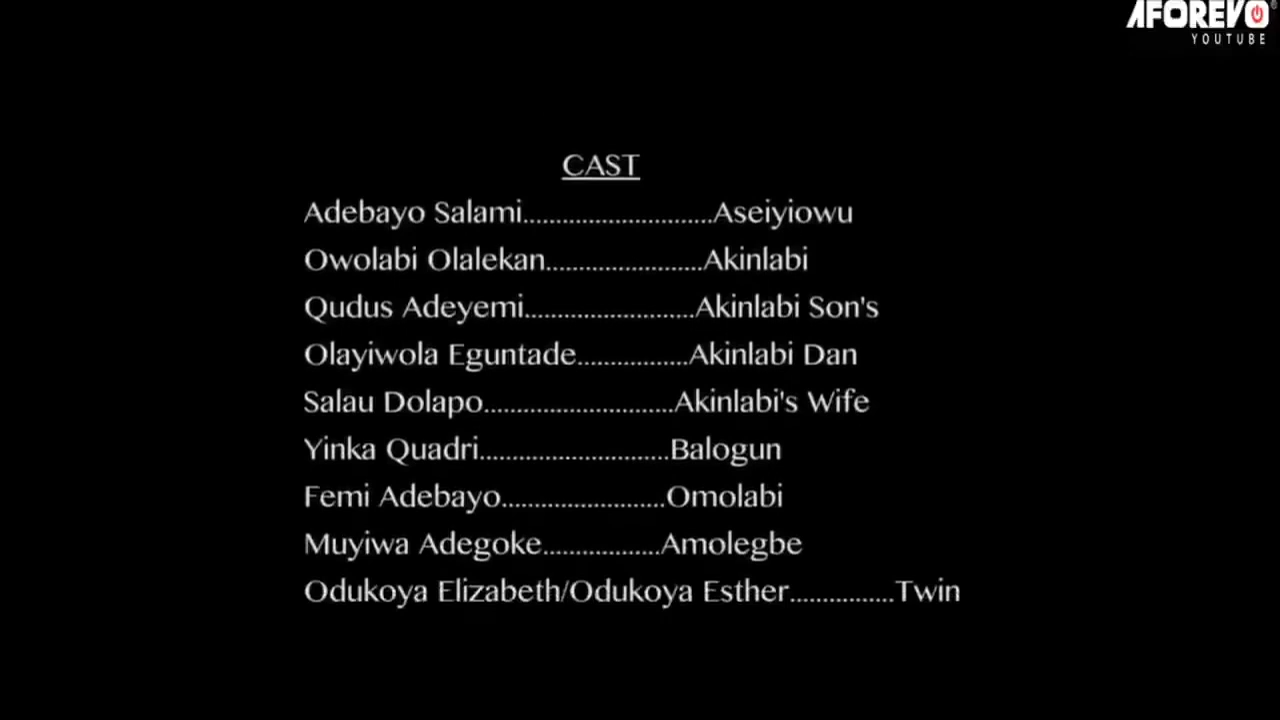 AFOREVO
YOUTUBE
CAST
Adebayo Salami.............................Aseiyiowu
Owolabi Olalekan........................Akinlabi
Qudus Adeyemi..........................Akinlabi Son's
Olayiwola Eguntade.................Akinlabi Dan
Salau Dolapo.............................Akinlabi's Wife
Yinka Quadri.............................Balogun
Femi Adebayo.........................Omolabi
Muyiwa Adegoke..................Amolegbe
Odukoya Elizabeth/Odukoya Esther................Twin